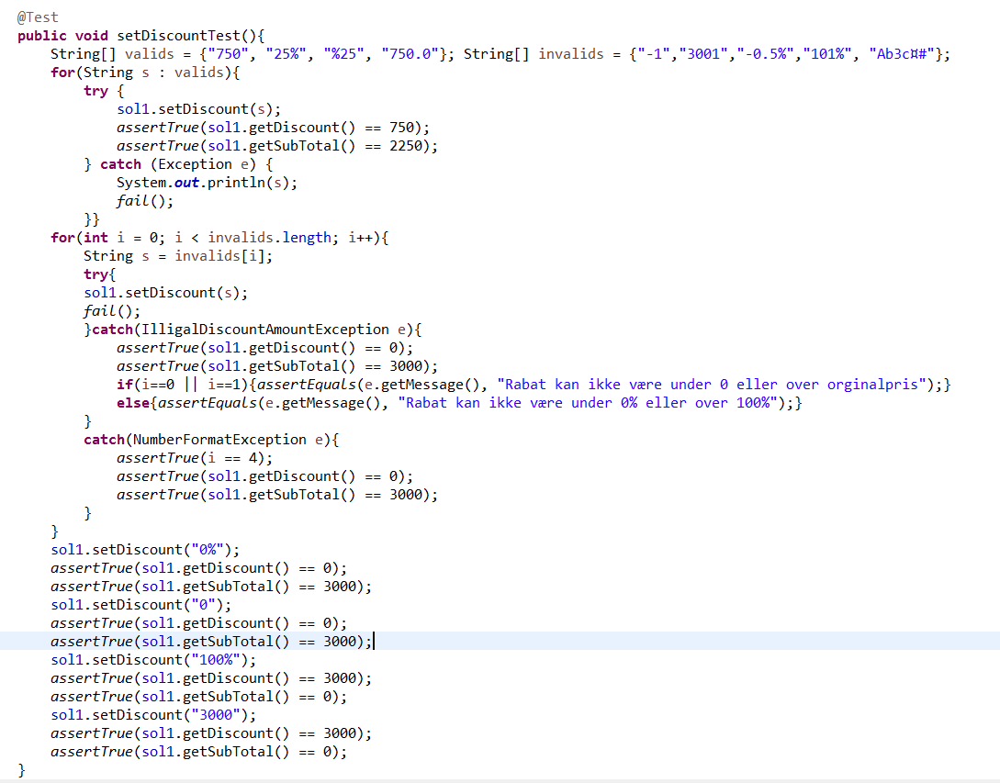 @Test
public void setDiscountTest(){
    String[] valids = {"750", "25%", "%25", "750.0"}; String[] invalids = {"-1","3001","-0.5%","101%", "Ab3c¤#"};
    for(String s : valids){
        try {
            sol1.setDiscount(s);
            assertTrue(sol1.getDiscount() == 750);
            assertTrue(sol1.getSubTotal() == 2250);
        } catch (Exception e) {
            System.out.println(s);
            fail();
        }}
    for(int i = 0; i < invalids.length; i++){
        String s = invalids[i];
        try{
        sol1.setDiscount(s);
        fail();
        }catch(IlligalDiscountAmountException e){
            assertTrue(sol1.getDiscount() == 0);
            assertTrue(sol1.getSubTotal() == 3000);
            if(i==0 || i==1){assertEquals(e.getMessage(), "Rabat kan ikke være under 0 eller over orginalpris");}
            else{assertEquals(e.getMessage(), "Rabat kan ikke være under 0% eller over 100%");}
        }
        catch(NumberFormatException e){
            assertTrue(i == 4);
            assertTrue(sol1.getDiscount() == 0);
            assertTrue(sol1.getSubTotal() == 3000);
        }
    }
    sol1.setDiscount("0%");
    assertTrue(sol1.getDiscount() == 0);
    assertTrue(sol1.getSubTotal() == 3000);
    sol1.setDiscount("0");
    assertTrue(sol1.getDiscount() == 0);
    assertTrue(sol1.getSubTotal() == 3000);
    sol1.setDiscount("100%");
    assertTrue(sol1.getDiscount() == 3000);
    assertTrue(sol1.getSubTotal() == 0);
    sol1.setDiscount("3000");
    assertTrue(sol1.getDiscount() == 3000);
    assertTrue(sol1.getSubTotal() == 0);
}